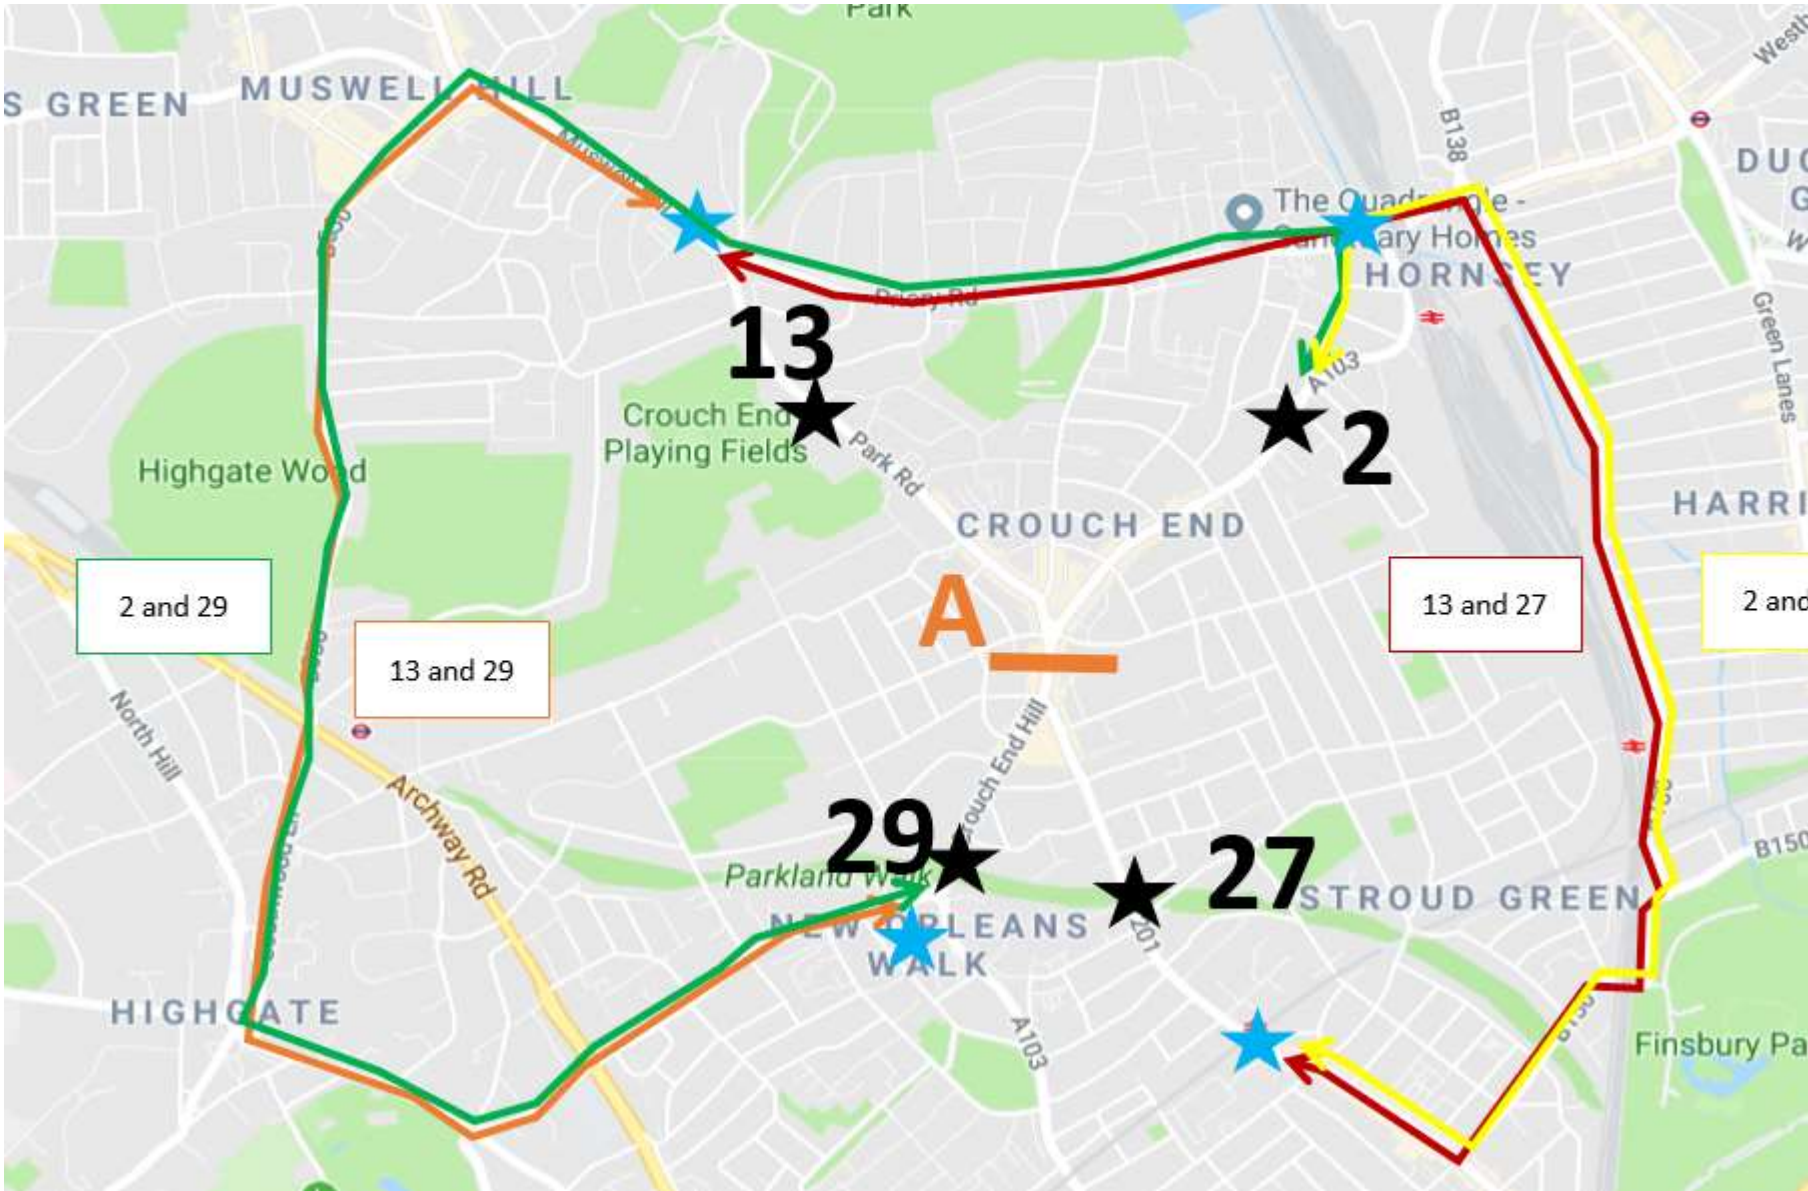 Park
MUSWELL HILL
S GREEN
B138
Westb
DUC
G
W
The Quadrangle -
Sanctuary Homes
HORNSEY
Priory Rd
13
A103
Green Lanes
Crouch End
Playing Fields
Park Rd
2
Highgate Wood
CROUCH END
HARRI
2 and 29
A
13 and 27
2 and
13 and 29
North Hill
Crouch End Hill
Archway Rd
29
27
Parkland Walk
B150
STROUD GREEN
NEW ORLEANS
WALK
201
HIGHGATE
A103
Finsbury Pa